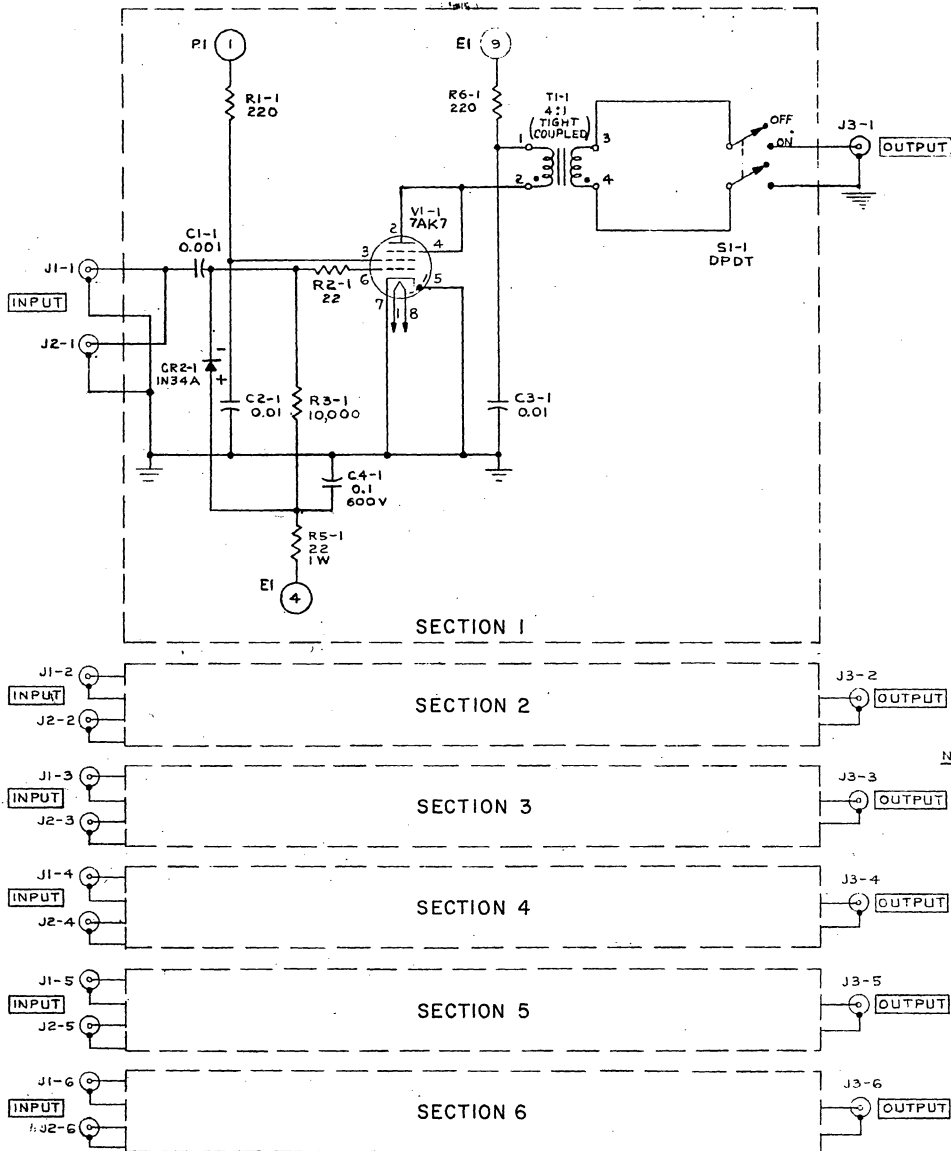 P.1 1
R1-1
220
E1 9
R6-1
220
T1-1
4:1
(TIGHT
COUPLED)
1
2
3
4
OFF
ON
J3-1
OUTPUT
S1-1
DPDT
V1-1
7AK7
2
3
4
6
5
7
1
8
C1-1
0.001
J1-1
INPUT
J2-1
R2-1
22
CR2-1
1N34A
-
+
C2-1
0.01
R3-1
10,000
C3-1
0.01
C4-1
0.1
600V
R5-1
22
1W
E1 4
SECTION 1
J1-2
INPUT
J2-2
SECTION 2
J3-2
OUTPUT
N
J1-3
INPUT
J2-3
SECTION 3
J3-3
OUTPUT
J1-4
INPUT
J2-4
SECTION 4
J3-4
OUTPUT
J1-5
INPUT
J2-5
SECTION 5
J3-5
OUTPUT
J1-6
INPUT
J2-6
SECTION 6
J3-6
OUTPUT